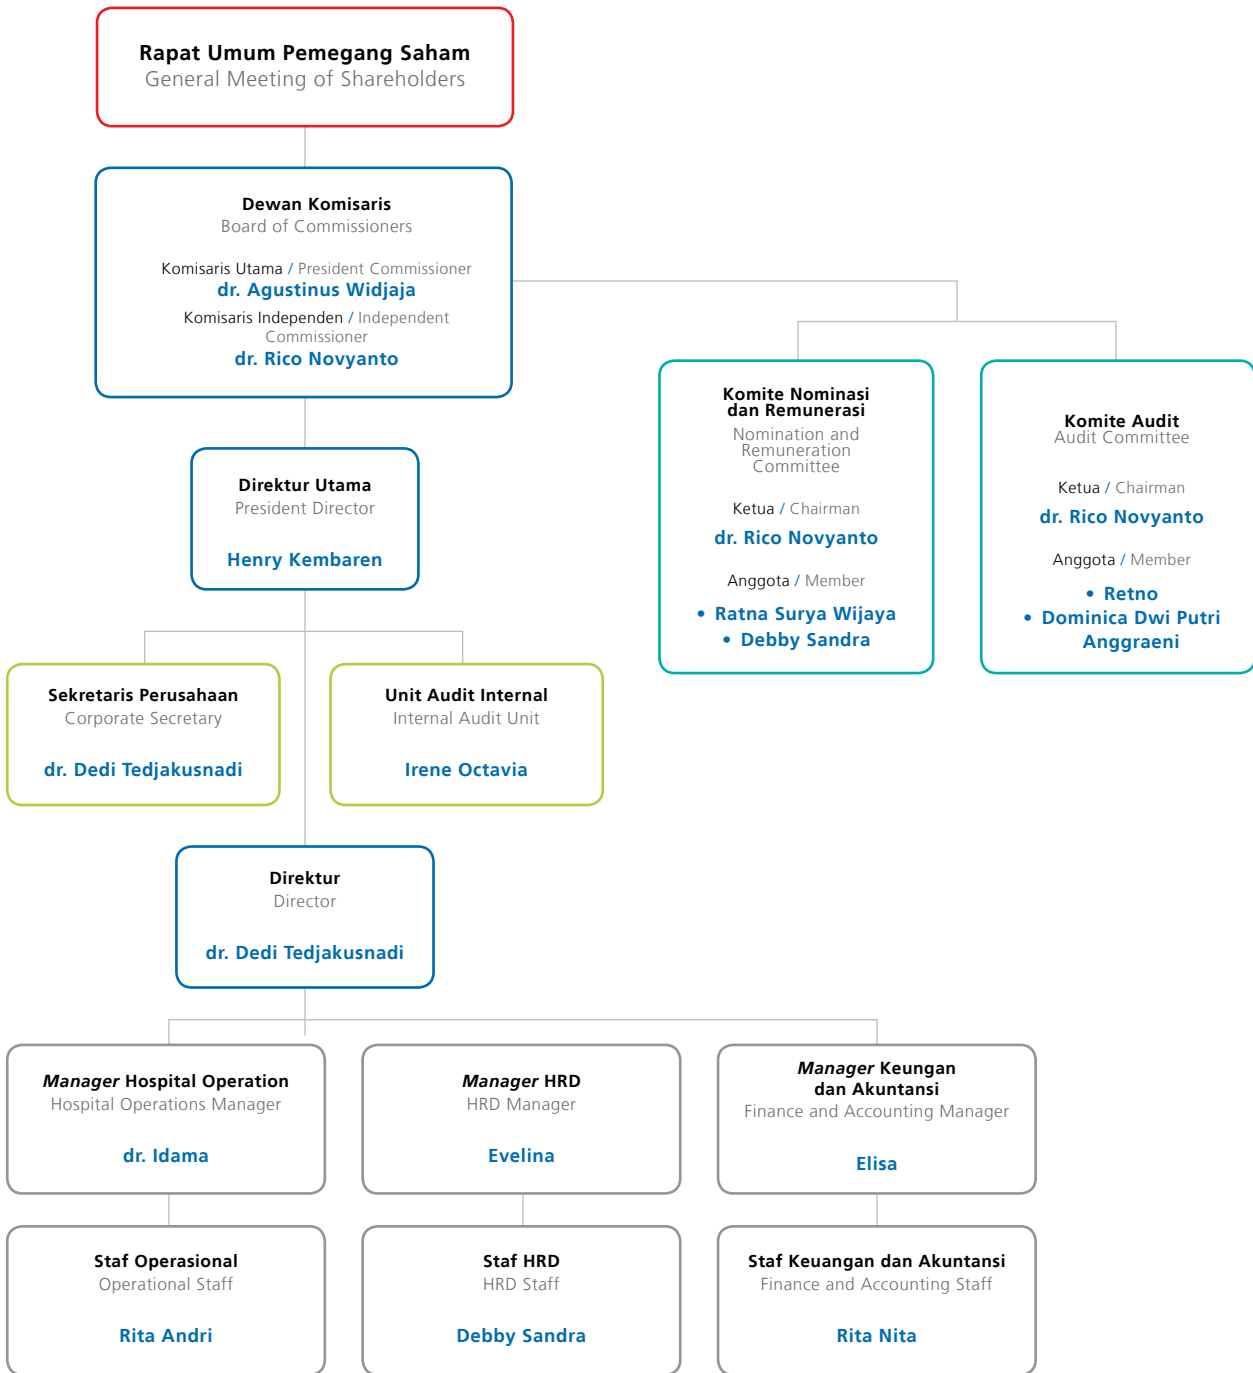 Rapat Umum Pemegang Saham
General Meeting of Shareholders
Dewan Komisaris
Board of Commissioners
Komisaris Utama / President Commissioner
dr. Agustinus Widjaja
Komisaris Independen / Independent
Commissioner
dr. Rico Novyanto
Komite Nominasi
dan Remunerasi
Nomination and
Remuneration
Committee
Ketua / Chairman
dr. Rico Novyanto
Anggota / Member
• Ratna Surya Wijaya
• Debby Sandra
Komite Audit
Audit Committee
Ketua / Chairman
dr. Rico Novyanto
Anggota / Member
• Retno
• Dominica Dwi Putri
Anggraeni
Direktur Utama
President Director
Henry Kembaren
Sekretaris Perusahaan
Corporate Secretary
dr. Dedi Tedjakusnadi
Unit Audit Internal
Internal Audit Unit
Irene Octavia
Direktur
Director
dr. Dedi Tedjakusnadi
Manager Hospital Operation
Hospital Operations Manager
dr. Idama
Manager HRD
HRD Manager
Evelina
Manager Keungan
dan Akuntansi
Finance and Accounting Manager
Elisa
Staf Operasional
Operational Staff
Rita Andri
Staf HRD
HRD Staff
Debby Sandra
Staf Keuangan dan Akuntansi
Finance and Accounting Staff
Rita Nita